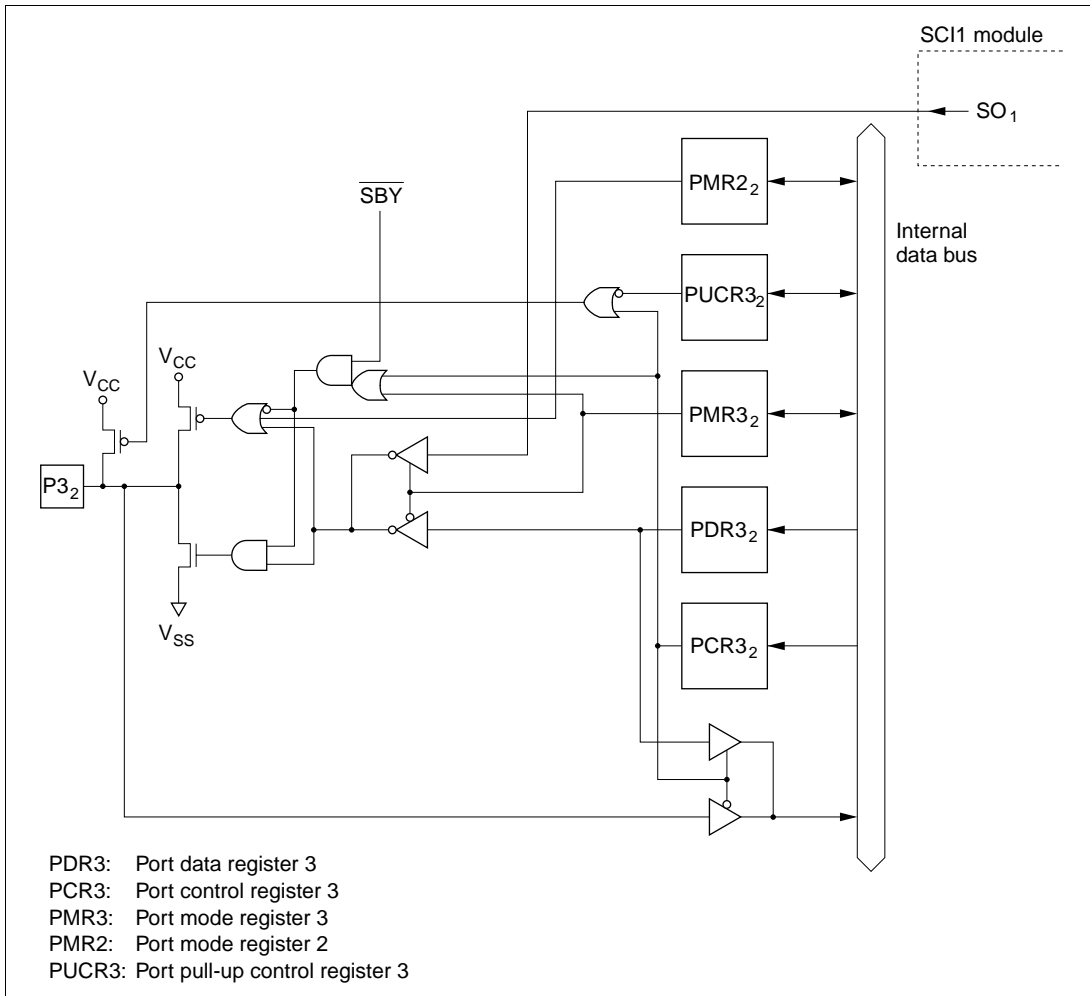 SCI1 module
SO1
SBY
PMR22
Internal
data bus
PUCR32
VCC
VCC
PMR32
P32
PDR32
VSS
PCR32
PDR3: Port data register 3
PCR3: Port control register 3
PMR3: Port mode register 3
PMR2: Port mode register 2
PUCR3: Port pull-up control register 3